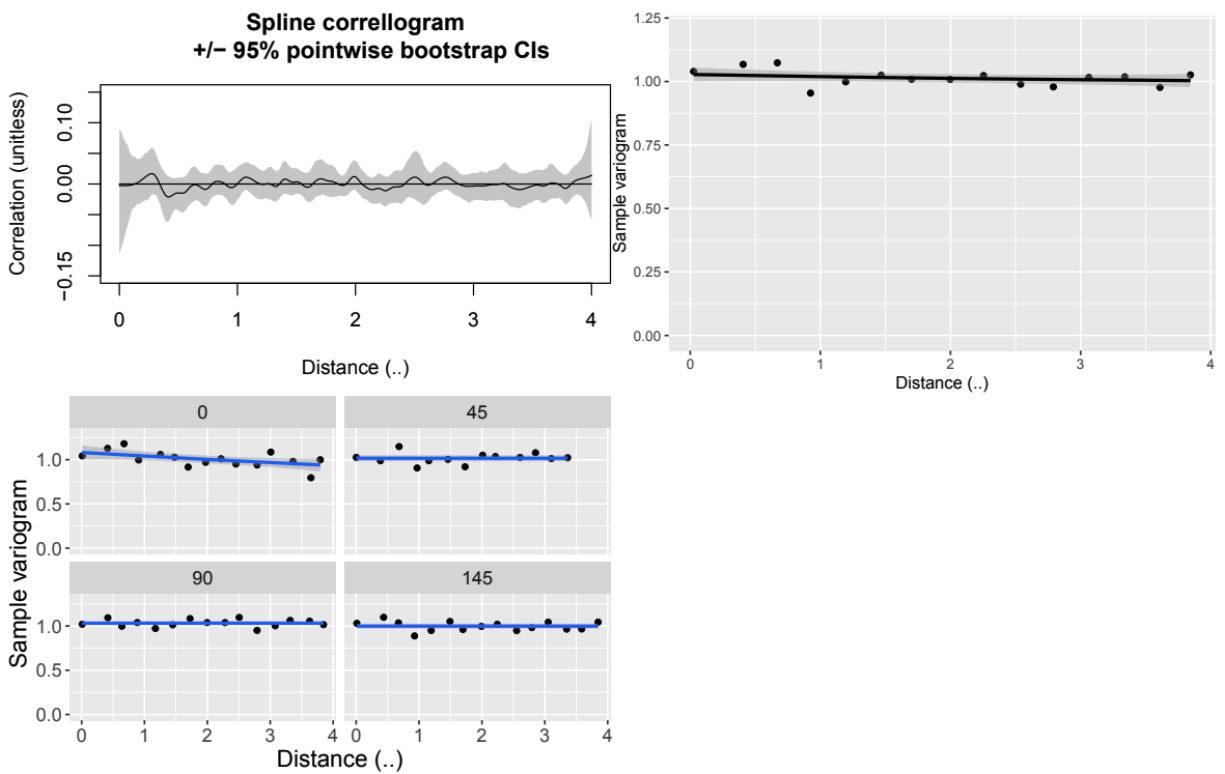 Spline correllogram
+/− 95% pointwise bootstrap CIs
Correlation (unitless)
0.10
0.00
−0.15
0 1 2 3 4
Distance (..)
Sample variogram
1.25
1.00
0.75
0.50
0.25
0.00
0 1 2 3 4
Distance (..)
Sample variogram
0 45
1.0
0.5
0.0
90 145
1.0
0.5
0.0
0 1 2 3 4 0 1 2 3 4
Distance (..)